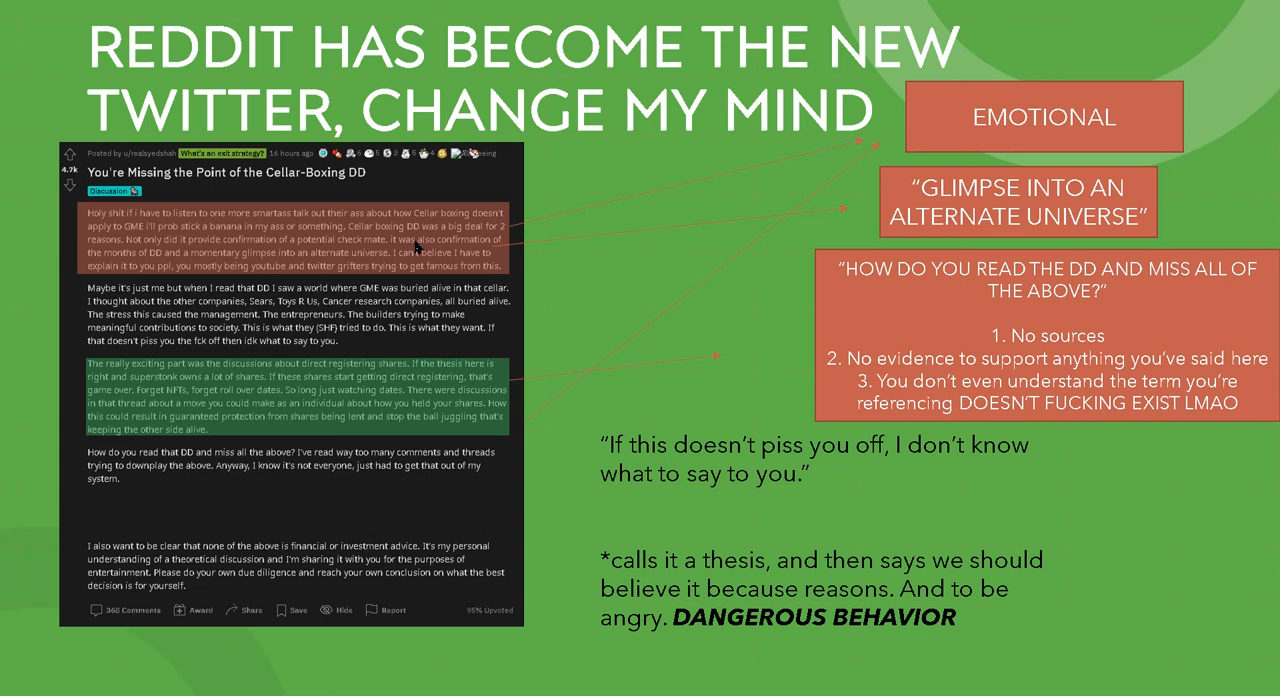 REDDIT HAS BECOME THE NEW
TWITTER, CHANGE MY MIND
EMOTIONAL
Posted by u/realsyedshah What's an exit strategy? 16 hours ago 6 5 3 5 4
4.7k
You're Missing the Point of the Cellar-Boxing DD
Discussion
"GLIMPSE INTO AN
ALTERNATE UNIVERSE"
Holy shit if i have to listen to one more smartass talk out their ass about how Cellar boxing doesn't
apply to GME i'll prob stick a banana in my ass or something. Cellar boxing DD was a big deal for 2
reasons. Not only did it provide confirmation of a potential check mate. it was also confirmation of
the months of DD and a momentary glimpse into an alternate universe. I can believe I have to
explain it to you ppl, you mostly being youtube and twitter grifters trying to get famous from this.
"HOW DO YOU READ THE DD AND MISS ALL OF
THE ABOVE?"
1. No sources
2. No evidence to support anything you've said here
3. You don't even understand the term you're
referencing DOESN'T FUCKING EXIST LMAO
Maybe it's just me but when I read that DD I saw a world where GME was buried alive in that cellar.
I thought about the other companies, Sears, Toys R Us, Cancer research companies, all buried alive.
The stress this caused the management. The entrepreneurs. The builders trying to make
meaningful contributions to society. This is what they (SHF) tried to do. This is what they want. If
that doesn't piss you the fck off then idk what to say to you.
The really exciting part was the discussions about direct registering shares. If the thesis here is
right and superstonk owns a lot of shares. If these shares start getting direct registering, that's
game over. Forget NFTs, forget roll over dates. So long just watching dates. There were discussions
in that thread about a move you could make as an individual about how you held your shares. How
this could result in guaranteed protection from shares being lent and stop the ball juggling that's
keeping the other side alive.
How do you read that DD and miss all the above? I've read way too many comments and threads
trying to downplay the above. Anyway, I know it's not everyone, just had to get that out of my
system.
"If this doesn't piss you off, I don't know
what to say to you."
I also want to be clear that none of the above is financial or investment advice. It's my personal
understanding of a theoretical discussion and I'm sharing it with you for the purposes of
entertainment. Please do your own due diligence and reach your own conclusion on what the best
decision is for yourself.
368 Comments Award Share Save Hide Report 95% Upvoted
*calls it a thesis, and then says we should
believe it because reasons. And to be
angry. DANGEROUS BEHAVIOR